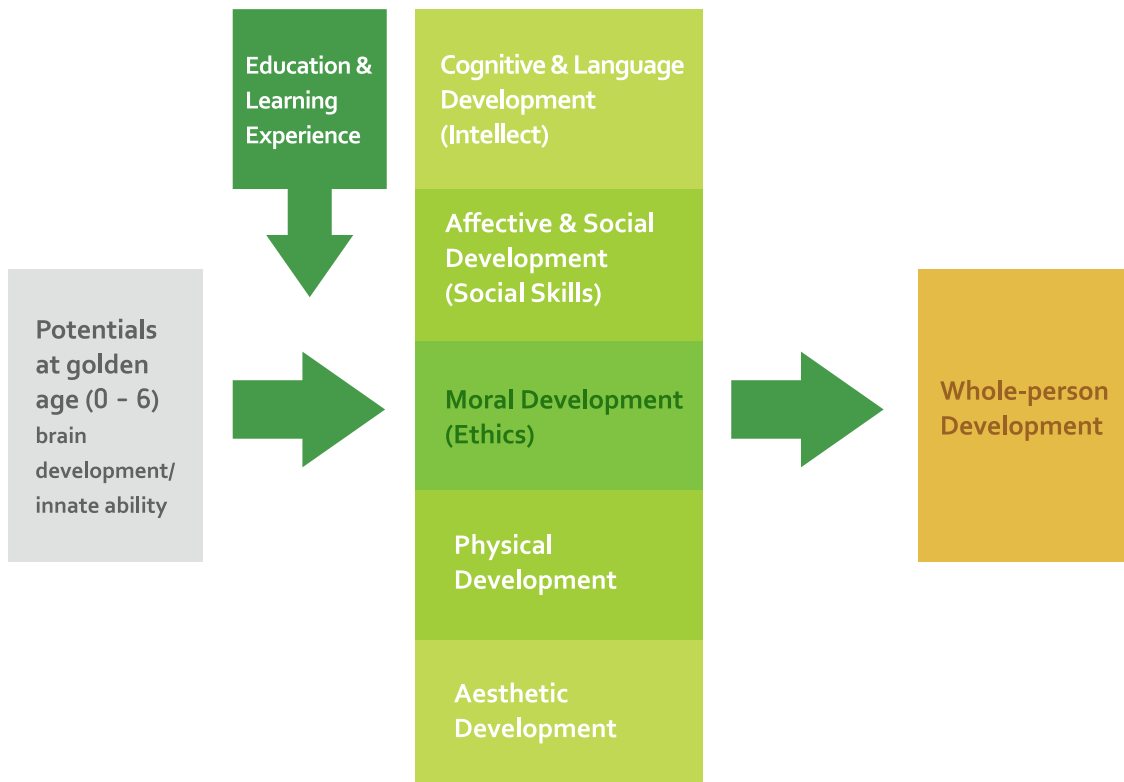 Education &
Learning
Experience
Cognitive & Language
Development
(Intellect)
Affective & Social
Development
(Social Skills)
Potentials
at golden
age (0 - 6)
brain
development/
innate ability
Moral Development
(Ethics)
Whole-person
Development
Physical
Development
Aesthetic
Development